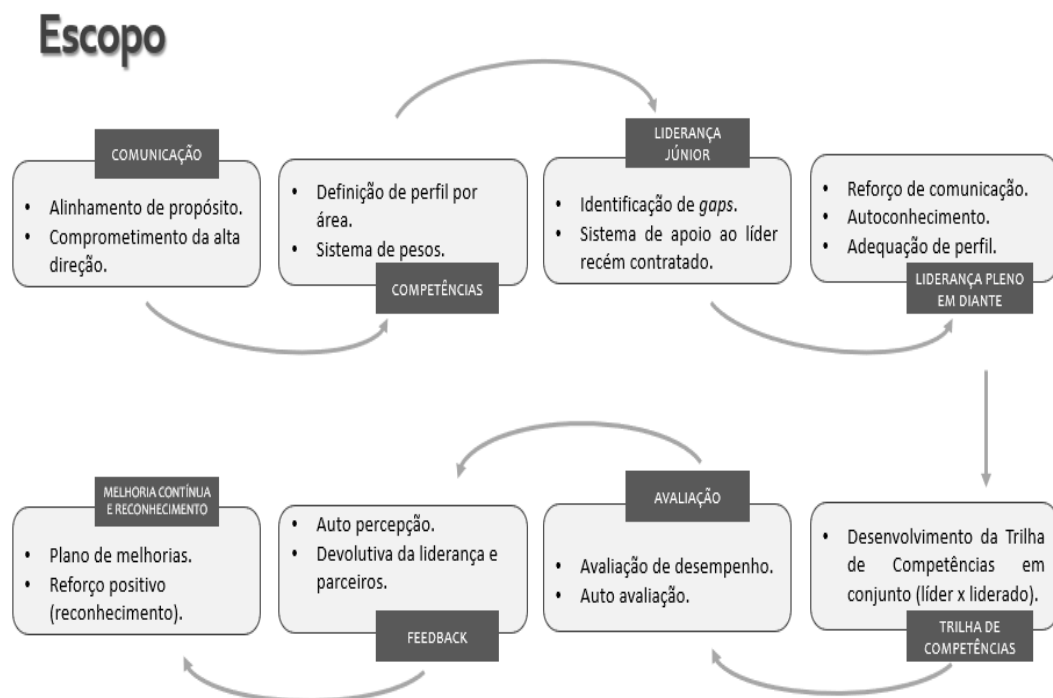 Escopo
COMUNICAÇÃO
• Alinhamento de propósito.
• Comprometimento da alta
direção.
• Definição de perfil por
área.
• Sistema de pesos.
COMPETÊNCIAS
LIDERANÇA
JÚNIOR
• Identificação de gaps.
• Sistema de apoio ao líder
recém contratado.
• Reforço de comunicação.
• Autoconhecimento.
• Adequação de perfil.
LIDERANÇA PLENO
EM DIANTE
• Desenvolvimento da Trilha
de Competências em
conjunto (líder x liderado).
TRILHA DE
COMPETÊNCIAS
AVALIAÇÃO
• Avaliação de desempenho.
• Auto avaliação.
• Auto percepção.
• Devolutiva da liderança e
parceiros.
FEEDBACK
MELHORIA CONTÍNUA
E RECONHECIMENTO
• Plano de melhorias.
• Reforço positivo
(reconhecimento).